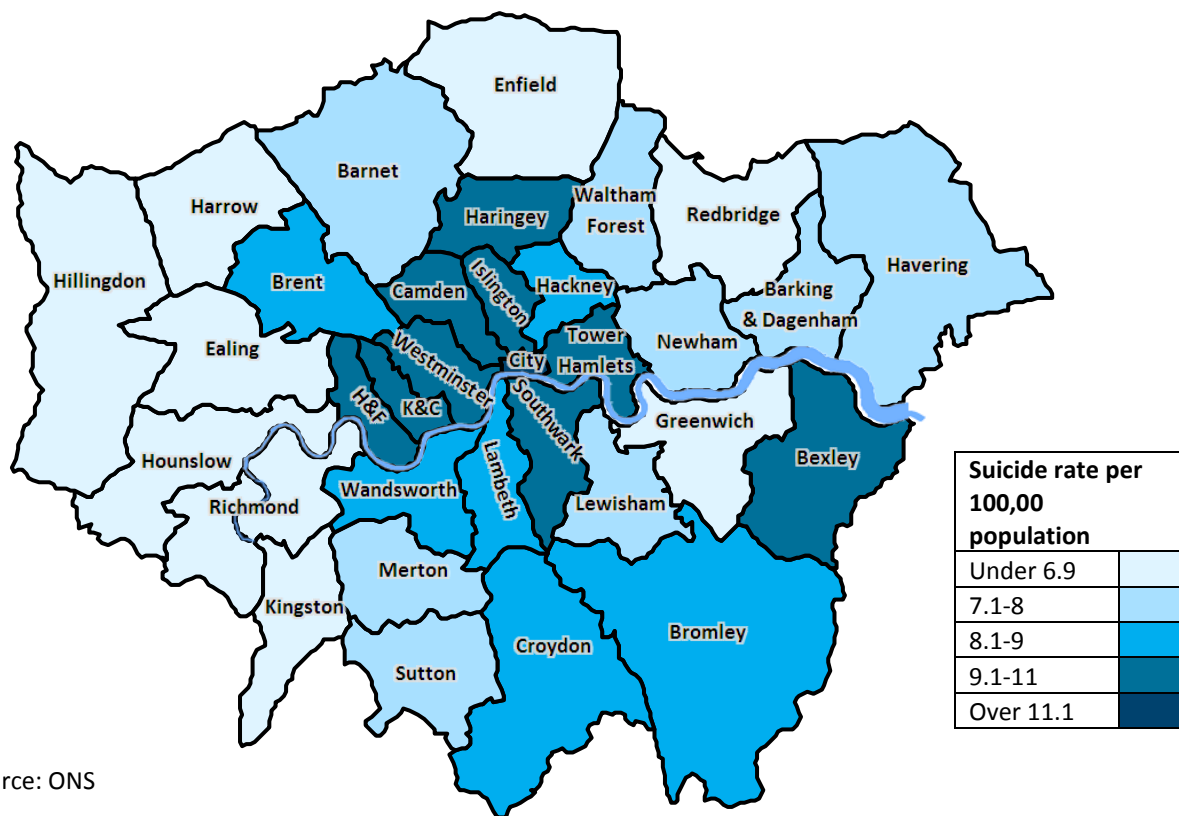 Enfield
Barnet
Waltham
Forest
Harrow
Haringey
Redbridge
Hillingdon
Brent
Camden
Islington
Hackney
Havering
Barking
& Dagenham
Ealing
Westminster
City
Tower
Hamlets
Newham
H&F
K&C
Southwark
Greenwich
Hounslow
Bexley
Richmond
Wandsworth
Lambeth
Lewisham
Merton
Kingston
Sutton
Croydon
Bromley
Suicide rate per
100,00
population
Under 6.9
7.1-8
8.1-9
9.1-11
Over 11.1
rce: ONS